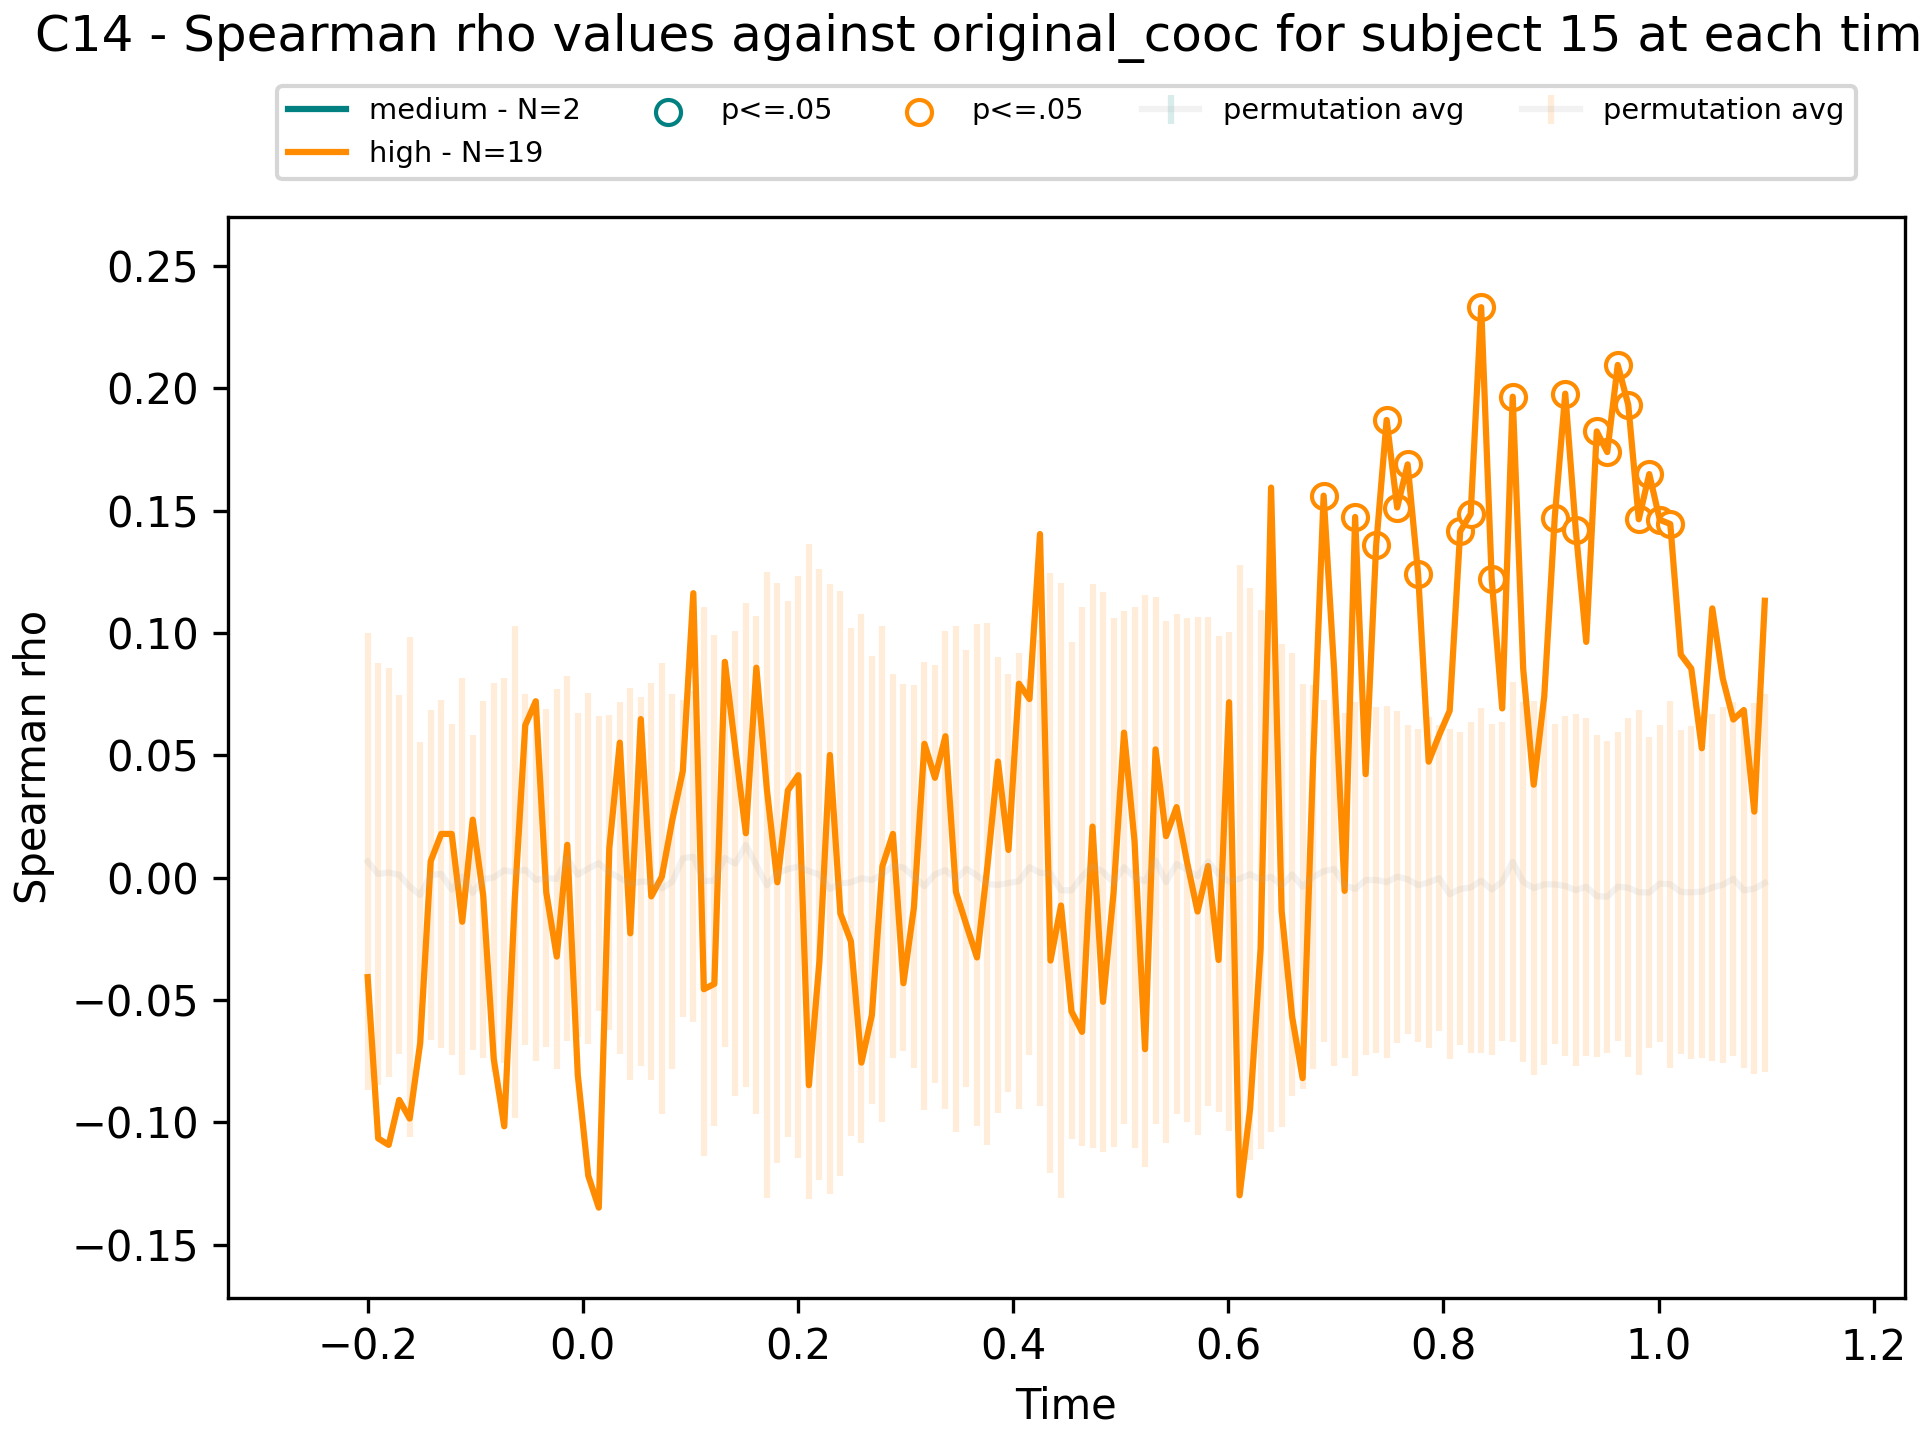 C14 - Spearman rho values against original_cooc for subject 15 at each tim
medium - N=2 p<=.05 p<=.05 permutation avg permutation avg
high - N=19
0.25
0.20
0.15
0.10
0.05
0.00
−0.05
−0.10
−0.15
Spearman rho
−0.2 0.0 0.2 0.4 0.6 0.8 1.0 1.2
Time